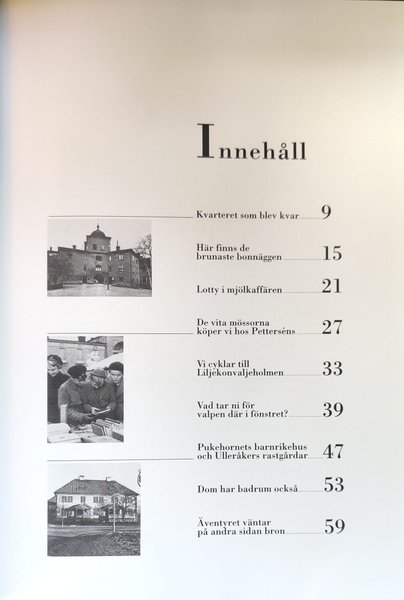 Innehåll
Kvarteret som blev kvar 9
Här finns de
brunaste bonnäggen 15
Lotty i mjölkaffären 21
De vita mössorna
köper vi hos Petterséns 27
Vi cyklar till
Liljekonvaljeholmen 33
Vad tar ni för
valpen där i fönstret? 39
Pukehornets barnrikehus
och Ulleråkers rastgårdar 47
Dom har badrum också 53
Äventyret väntar
på andra sidan bron 59